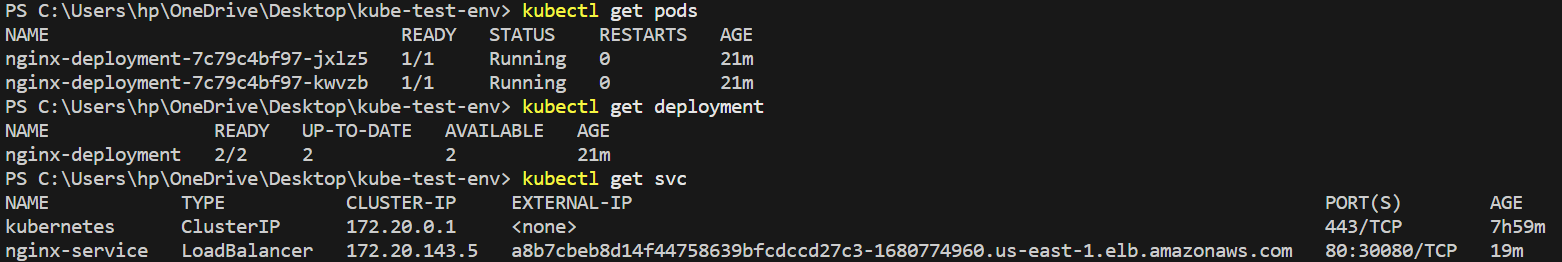 PS C:\Users\hp\OneDrive\Desktop\kube-test-env> kubectl get pods
NAME                                READY   STATUS    RESTARTS   AGE
nginx-deployment-7c79c4bf97-jxlz5   1/1     Running   0          21m
nginx-deployment-7c79c4bf97-kwvzb   1/1     Running   0          21m
PS C:\Users\hp\OneDrive\Desktop\kube-test-env> kubectl get deployment
NAME               READY   UP-TO-DATE   AVAILABLE   AGE
nginx-deployment   2/2     2            2           21m
PS C:\Users\hp\OneDrive\Desktop\kube-test-env> kubectl get svc
NAME            TYPE           CLUSTER-IP     EXTERNAL-IP                                                               PORT(S)        AGE
kubernetes      ClusterIP      172.20.0.1     <none>                                                                    443/TCP        7h59m
nginx-service   LoadBalancer   172.20.143.5   a8b7cbeb8d14f44758639bfcdccd27c3-1680774960.us-east-1.elb.amazonaws.com   80:30080/TCP   19m